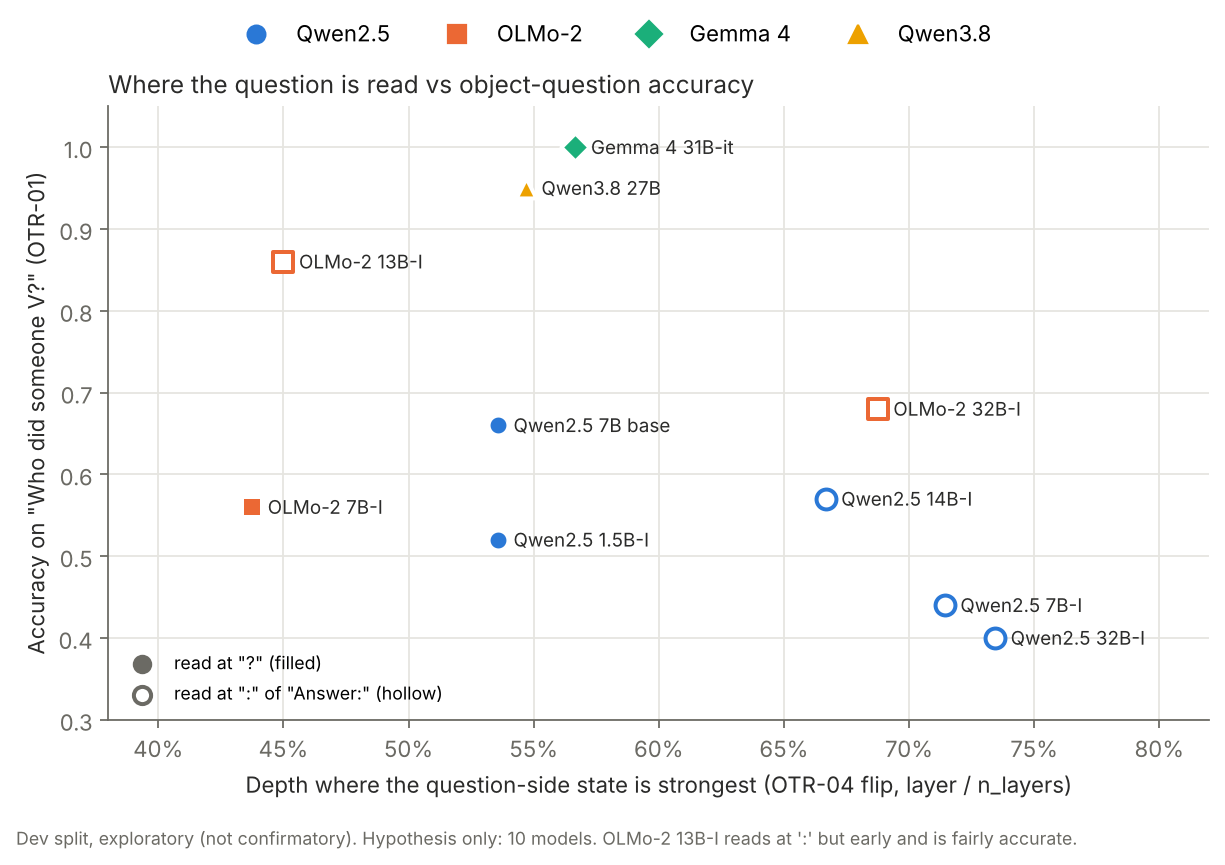 Qwen2.5 OLMo-2 Gemma 4 Qwen3.8
Where the question is read vs object-question accuracy
Accuracy on "Who did someone V?" (OTR-01)
1.0
0.9
0.8
0.7
0.6
0.5
0.4
0.3
Gemma 4 31B-it
Qwen3.8 27B
OLMo-2 13B-I
OLMo-2 32B-I
Qwen2.5 7B base
Qwen2.5 14B-I
OLMo-2 7B-I
Qwen2.5 1.5B-I
Qwen2.5 7B-I
Qwen2.5 32B-I
read at "?" (filled)
read at ":" of "Answer:" (hollow)
40% 45% 50% 55% 60% 65% 70% 75% 80%
Depth where the question-side state is strongest (OTR-04 flip, layer / n_layers)
Dev split, exploratory (not confirmatory). Hypothesis only: 10 models. OLMo-2 13B-I reads at ':' but early and is fairly accurate.